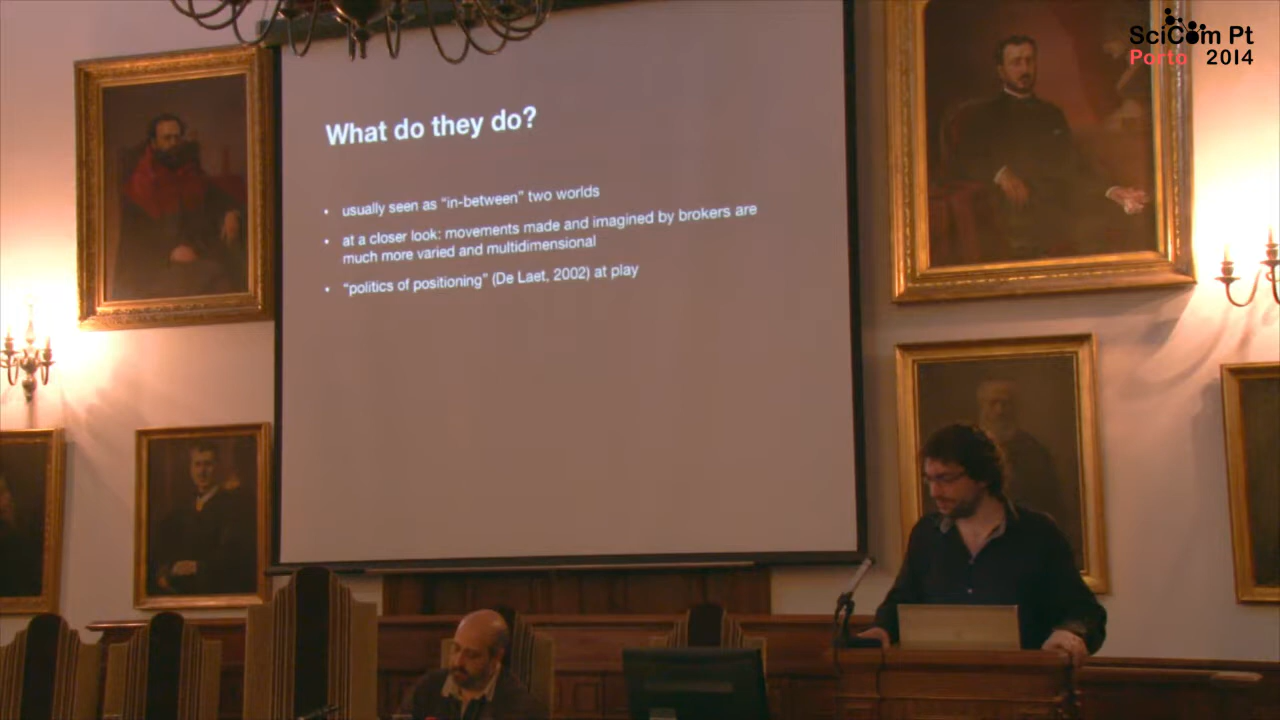 SciCom Pt
Porto 2014
What do they do?
• usually seen as “in-between” two worlds
• at a closer look: movements made and imagined by brokers are
much more varied and multidimensional
• “politics of positioning” (De Laet, 2002) at play